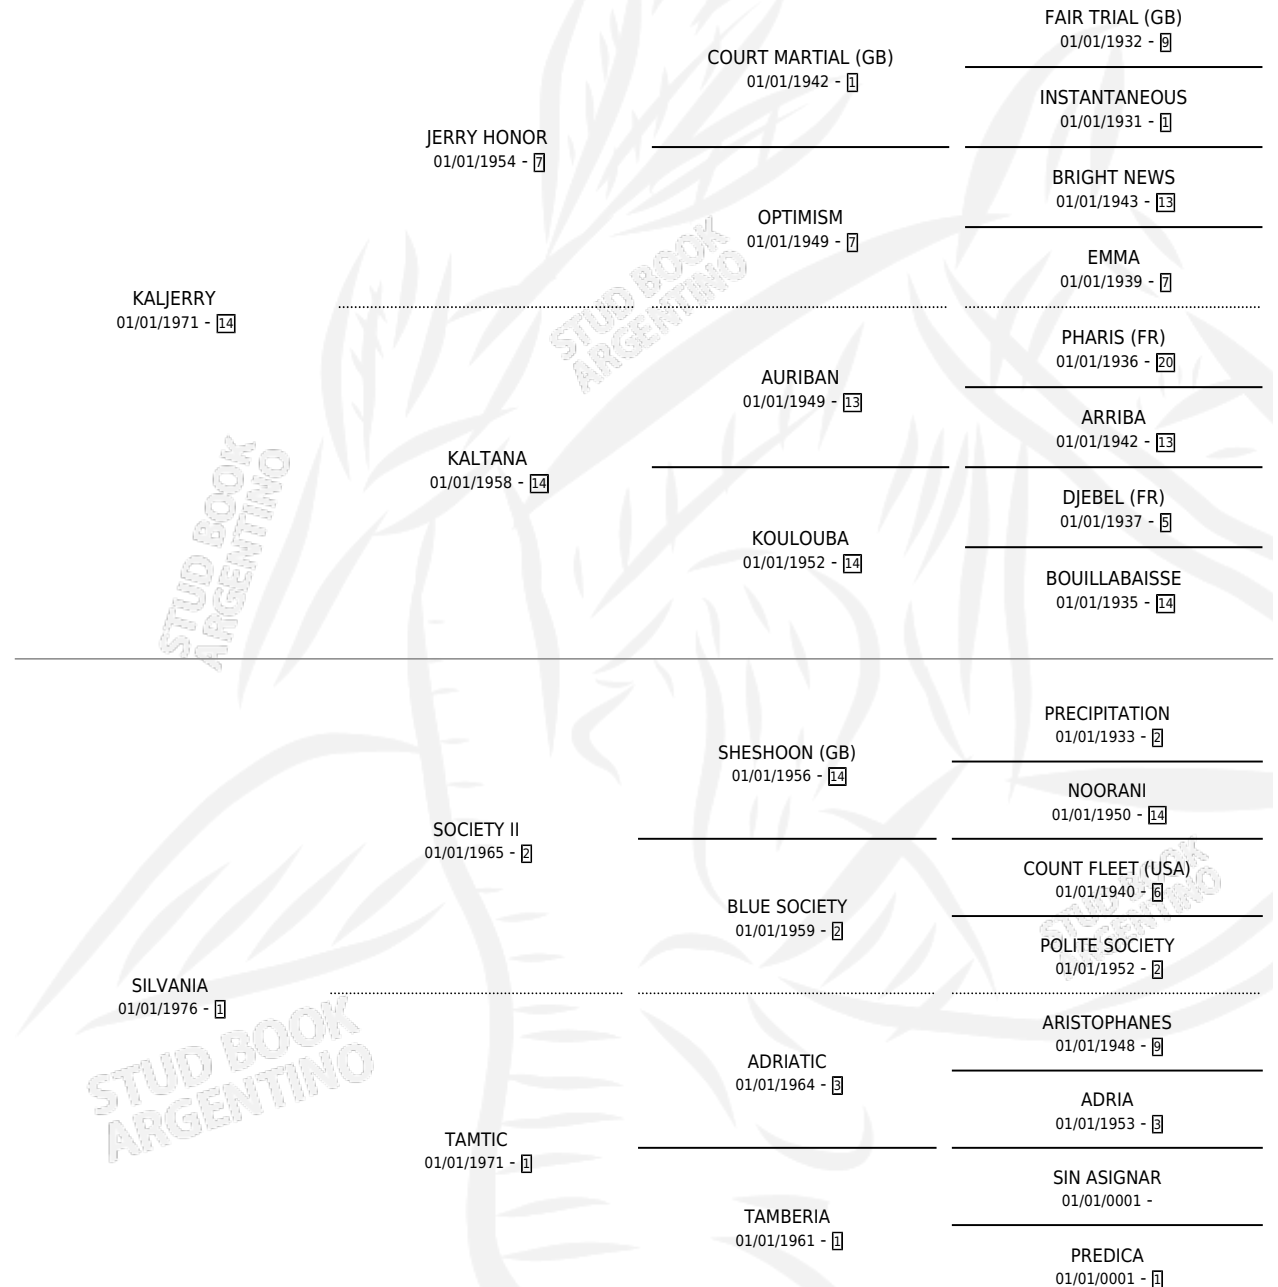 FAIR TRIAL (GB)
01/01/1932 - 9
COURT MARTIAL (GB)
01/01/1942 - 1
INSTANTANEOUS
01/01/1931 - 1
JERRY HONOR
01/01/1954 - 7
BRIGHT NEWS
01/01/1943 - 13
OPTIMISM
01/01/1949 - 7
EMMA
01/01/1939 - 7
KALJERRY
01/01/1971 - 14
PHARIS (FR)
01/01/1936 - 20
AURIBAN
01/01/1949 - 13
ARRIBA
01/01/1942 - 13
KALTANA
01/01/1958 - 14
DJEBEL (FR)
01/01/1937 - 5
KOULOUBA
01/01/1952 - 14
BOUILLABAISSE
01/01/1935 - 14
PRECIPITATION
01/01/1933 - 2
SHESHOON (GB)
01/01/1956 - 14
NOORANI
01/01/1950 - 14
SOCIETY II
01/01/1965 - 2
COUNT FLEET (USA)
01/01/1940 - 6
BLUE SOCIETY
01/01/1959 - 2
POLITE SOCIETY
01/01/1952 - 2
SILVANIA
01/01/1976 - 1
ARISTOPHANES
01/01/1948 - 9
ADRIATIC
01/01/1964 - 3
ADRIA
01/01/1953 - 3
TAMTIC
01/01/1971 - 1
SIN ASIGNAR
01/01/0001 -
TAMBERIA
01/01/1961 - 1
PREDICA
01/01/0001 - 1
STUD BOOK
ARGENTINO
STUD BOOK
ARGENTINO
STUD BOOK
ARGENTINO
STUD BOOK
ARGENTINO